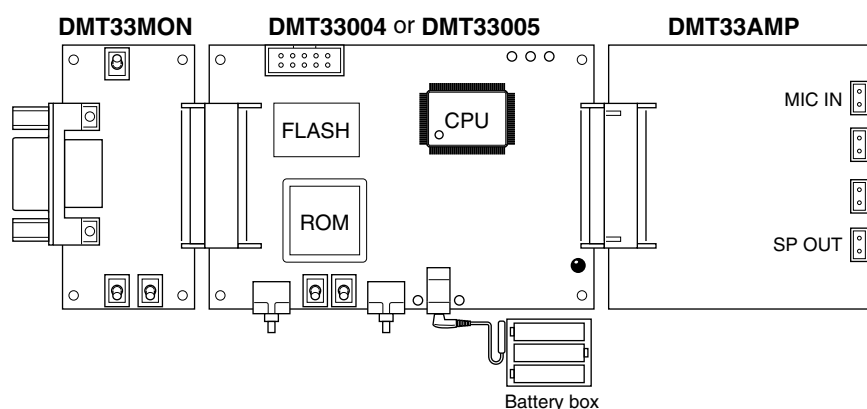 DMT33MON
DMT33004 or DMT33005
DMT33AMP
FLASH
CPU
MIC IN
ROM
SP OUT
Battery box